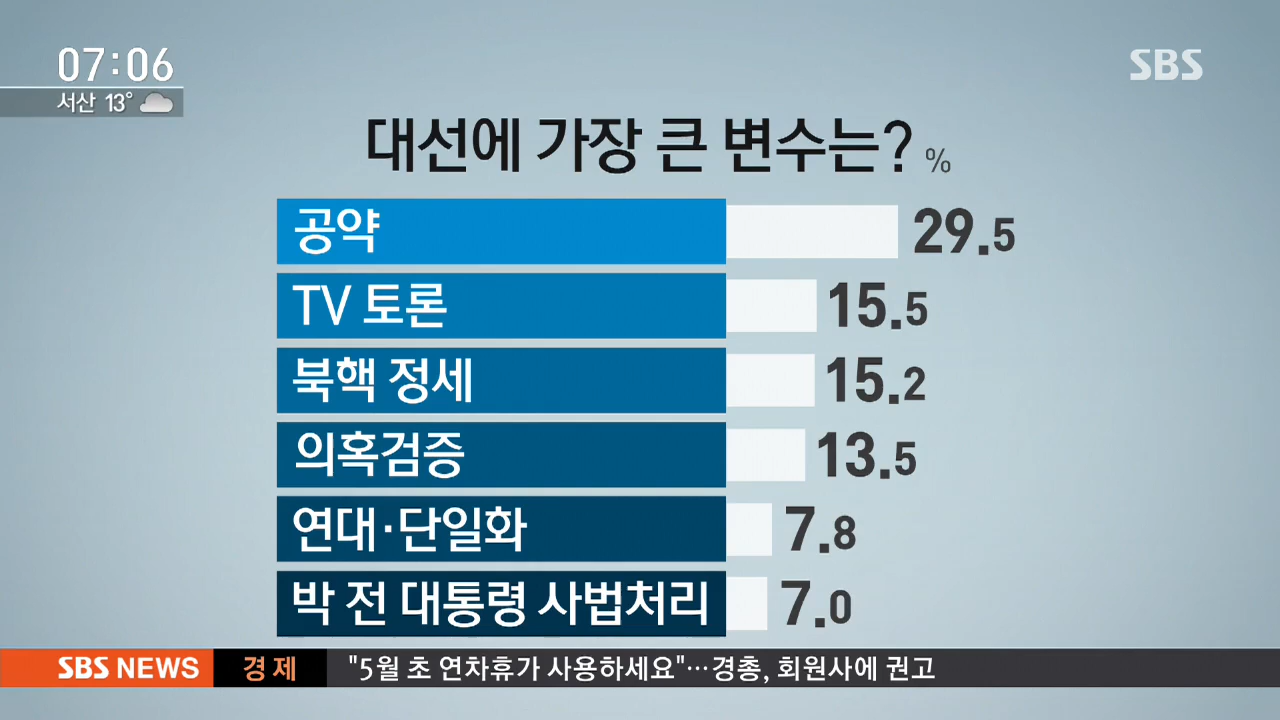 07:06
서산 13°
SBS
대선에 가장 큰 변수는? %
공약 29.5
TV 토론 15.5
북핵 정세 15.2
의혹검증 13.5
연대·단일화 7.8
박 전 대통령 사법처리 7.0
SBS NEWS 경제 "5월 초 연차휴가 사용하세요"…경총, 회원사에 권고